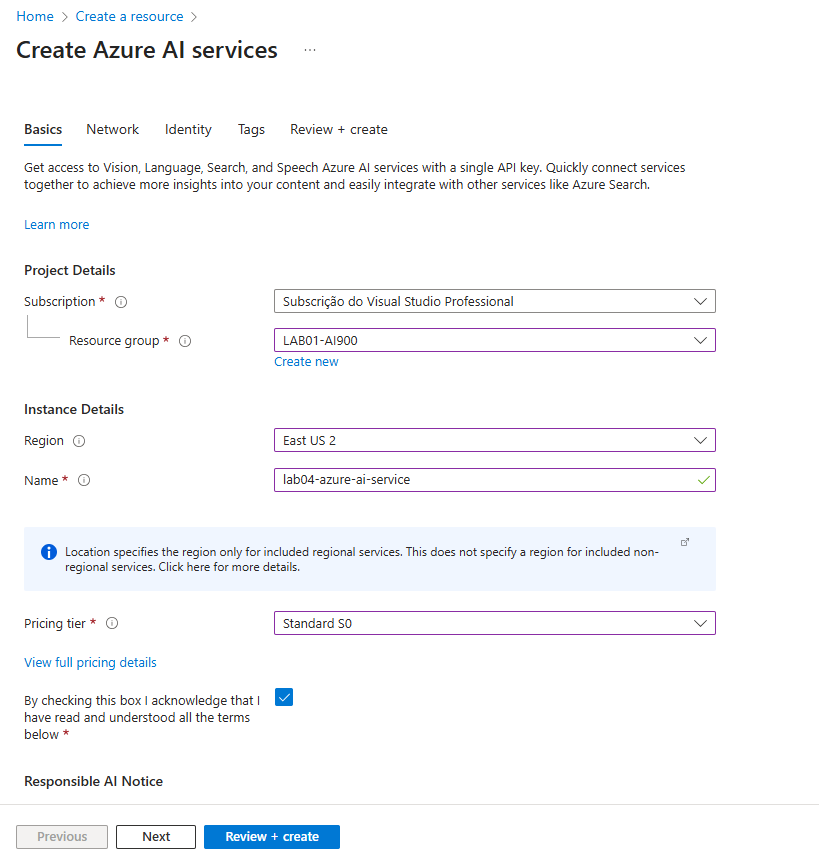 Home > Create a resource >
Create Azure AI services ...
Basics Network Identity Tags Review + create
Get access to Vision, Language, Search, and Speech Azure AI services with a single API key. Quickly connect services
together to achieve more insights into your content and easily integrate with other services like Azure Search.
Learn more
Project Details
Subscription * Subscrição do Visual Studio Professional
Resource group * LAB01-AI900
Create new
Instance Details
Region East US 2
Name * lab04-azure-ai-service
Location specifies the region only for included regional services. This does not specify a region for included non-
regional services. Click here for more details.
Pricing tier * Standard S0
View full pricing details
By checking this box I acknowledge that I
have read and understood all the terms
below *
Responsible AI Notice
Previous Next Review + create